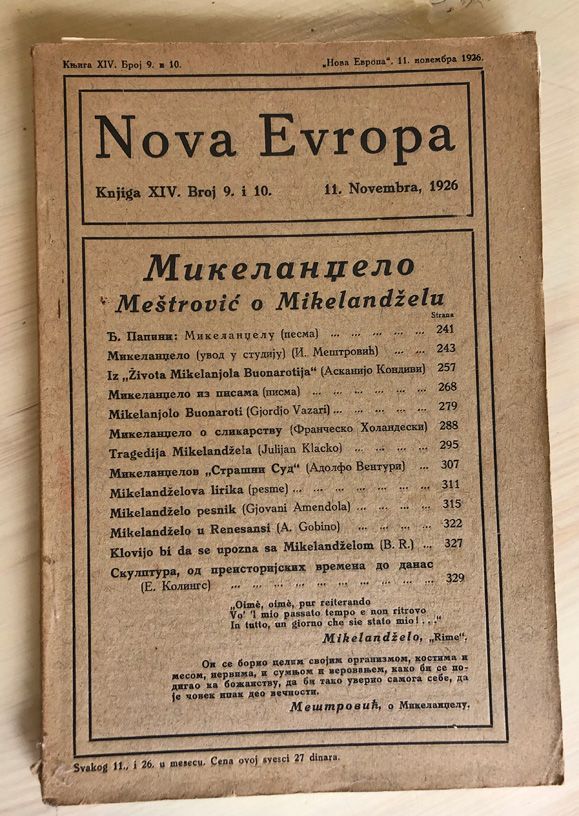 Књига XIV. Број 9. и 10. „Нова Европа“, 11. новембра 1926.
Nova Evropa
Knjiga XIV. Broj 9. i 10. 11. Novembra, 1926
Микеланџело
Meštrović o Mikelandželu
Strana
Ђ. Папини: Микеланџелу (песма) ... ... ... ... ... ... 241
Микеланџело (увод у студију) (И. Мештровић) ... ... 243
Iz „Života Mikelanjola Buonarotija“ (Асканијо Кондиви) 257
Микеланџело из писама (писма) ... ... ... ... ... ... 268
Mikelanjolo Buonaroti (Gjordjo Vazari) ... ... ... ... ... 279
Микеланџело о сликарству (Франческо Холандески) 288
Tragedija Mikelandžela (Julijan Klacko) ... ... ... ... 295
Микеланџелов „Страшни Суд“ (Адолфо Вентури) ... 307
Mikelandželova lirika (pesme) ... ... ... ... ... ... ... 311
Mikelandželo pesnik (Gjovani Amendola) ... ... ... ... 315
Mikelandželo u Renesansi (A. Gobino) ... ... ... ... 322
Klovijo bi da se upozna sa Mikelandželom (B. R.) ... 327
Скулптура, од преисторијских времена до данас
(Е. Колингс) ... ... ... ... ... ... ... ... ... ... 329
„Oimè, oimè, pur reiterando
Vo' 'l mio passato tempo e non ritrovo
In tutto, un giorno che sie stato mio! . . .“
Mikelandželo, „Rime“.
Он се борио целим својим организмом, костима и
месом, нервима, и сумњом и веровањем, како би се по-
дигао ка божанству, да би тако уверио самога себе, да
је човек ипак део вечности.
Мештровић, о Микеланџелу.
Svakog 11., i 26. u mesecu. Cena ovoj svesci 27 dinara.